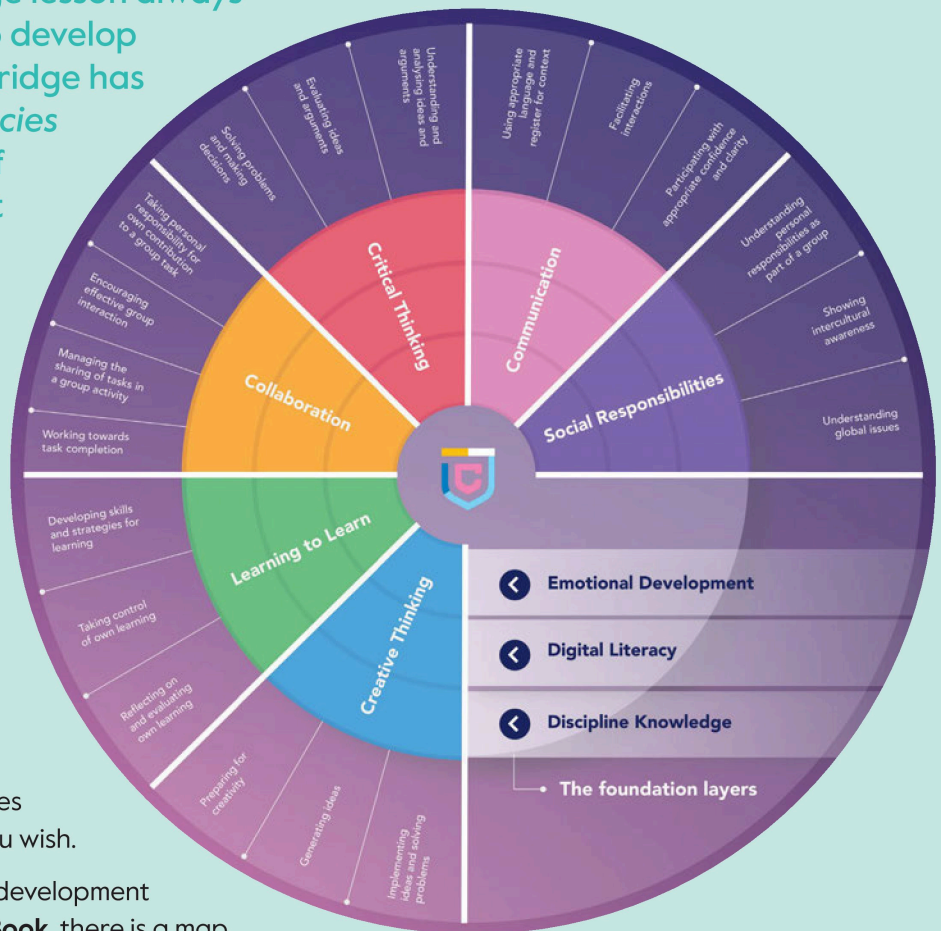 ge lesson always
develop
ridge has
cies
es
u wish.
development
Book, there is a map
Critical Thinking
Solving problems
and making
decisions
Evaluating ideas
and arguments
Understanding and
analysing ideas and
arguments
Communication
Using appropriate
language and
register for context
Facilitating
interactions
Participating with
appropriate confidence
and clarity
Social Responsibilities
Understanding
personal
responsibilities as
part of a group
Showing
intercultural
awareness
Understanding
global issues
Collaboration
Taking personal
responsibility for
own contribution
to a group task
Encouraging
effective group
interaction
Managing the
sharing of tasks in
a group activity
Working towards
task completion
Learning to Learn
Developing skills
and strategies for
learning
Taking control
of own learning
Reflecting on
and evaluating
own learning
Creative Thinking
Preparing for
creativity
Generating ideas
Implementing
ideas and solving
problems
Emotional Development
Digital Literacy
Discipline Knowledge
The foundation layers